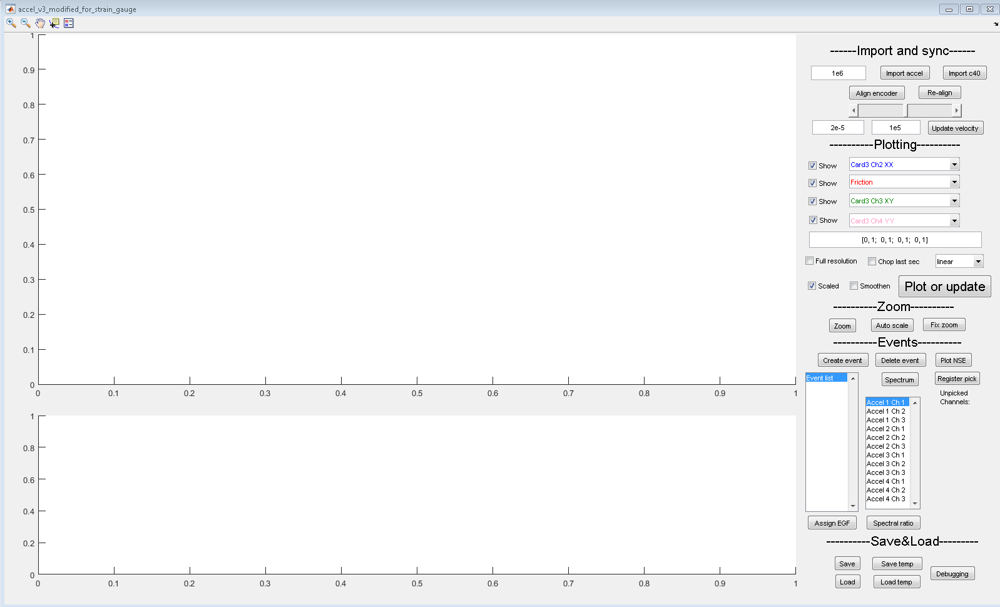 accel_v3_modified_for_strain_gauge
1
0.9
0.8
0.7
0.6
0.5
0.4
0.3
0.2
0.1
0
0 0.1 0.2 0.3 0.4 0.5 0.6 0.7 0.8 0.9 1
1
0.8
0.6
0.4
0.2
0
0 0.1 0.2 0.3 0.4 0.5 0.6 0.7 0.8 0.9 1
------Import and sync------
1e6 Import accel Import c40
Align encoder Re-align
2e-5 1e5 Update velocity
----------Plotting----------
Show Card3 Ch2 XX
Show Friction
Show Card3 Ch3 XY
Show Card3 Ch4 YY
[0, 1; 0, 1; 0, 1; 0, 1]
Full resolution Chop last sec linear
Scaled Smoothen Plot or update
----------Zoom----------
Zoom Auto scale Fix zoom
----------Events----------
Create event Delete event Plot NSE
Event list Spectrum Register pick
Unpicked
Channels:
Accel 1 Ch 1
Accel 1 Ch 2
Accel 1 Ch 3
Accel 2 Ch 1
Accel 2 Ch 2
Accel 2 Ch 3
Accel 3 Ch 1
Accel 3 Ch 2
Accel 3 Ch 3
Accel 4 Ch 1
Accel 4 Ch 2
Accel 4 Ch 3
Assign EGF Spectral ratio
----------Save&Load---------
Save Save temp
Debugging
Load Load temp